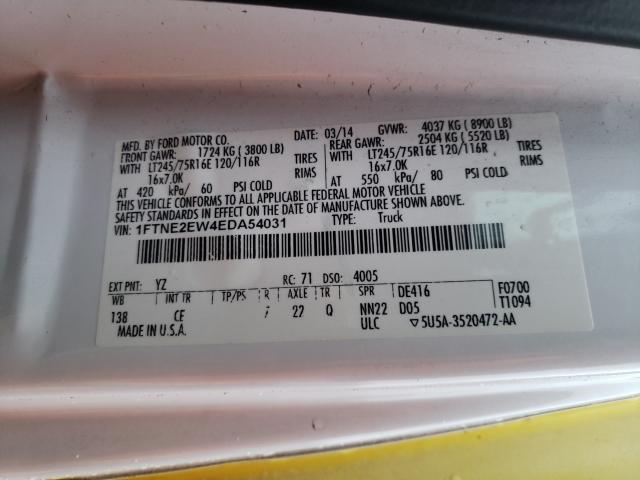 MFD. BY FORD MOTOR CO.
FRONT GAWR: 1724 KG ( 3800 LB)
WITH LT245/75R16E 120/116R TIRES
16x7.0K RIMS
AT 420 kPa/ 60 PSI COLD
03/14 GVWR: 4037 KG ( 8900 LB)
REAR GAWR: 2504 KG ( 5520 LB)
WITH LT245/75R16E 120/116R TIRES
16x7.0K RIMS
AT 550 kPa/ 80 PSI COLD
THIS VEHICLE CONFORMS TO ALL APPLICABLE FEDERAL MOTOR VEHICLE
SAFETY STANDARDS IN EFFECT ON THE DATE OF MANUFACTURE SHOWN ABOVE.
VIN: 1FTNE2EW4EDA54031 TYPE: Truck
EXT PNT: YZ RC: 71 DSO: 4005
WB INT TR TP/PS R AXLE TR SPR DE416 F0700
138 CE 22 Q NN22 D05 T1094
MADE IN U.S.A. ULC ▽5U5A-3520472-AA